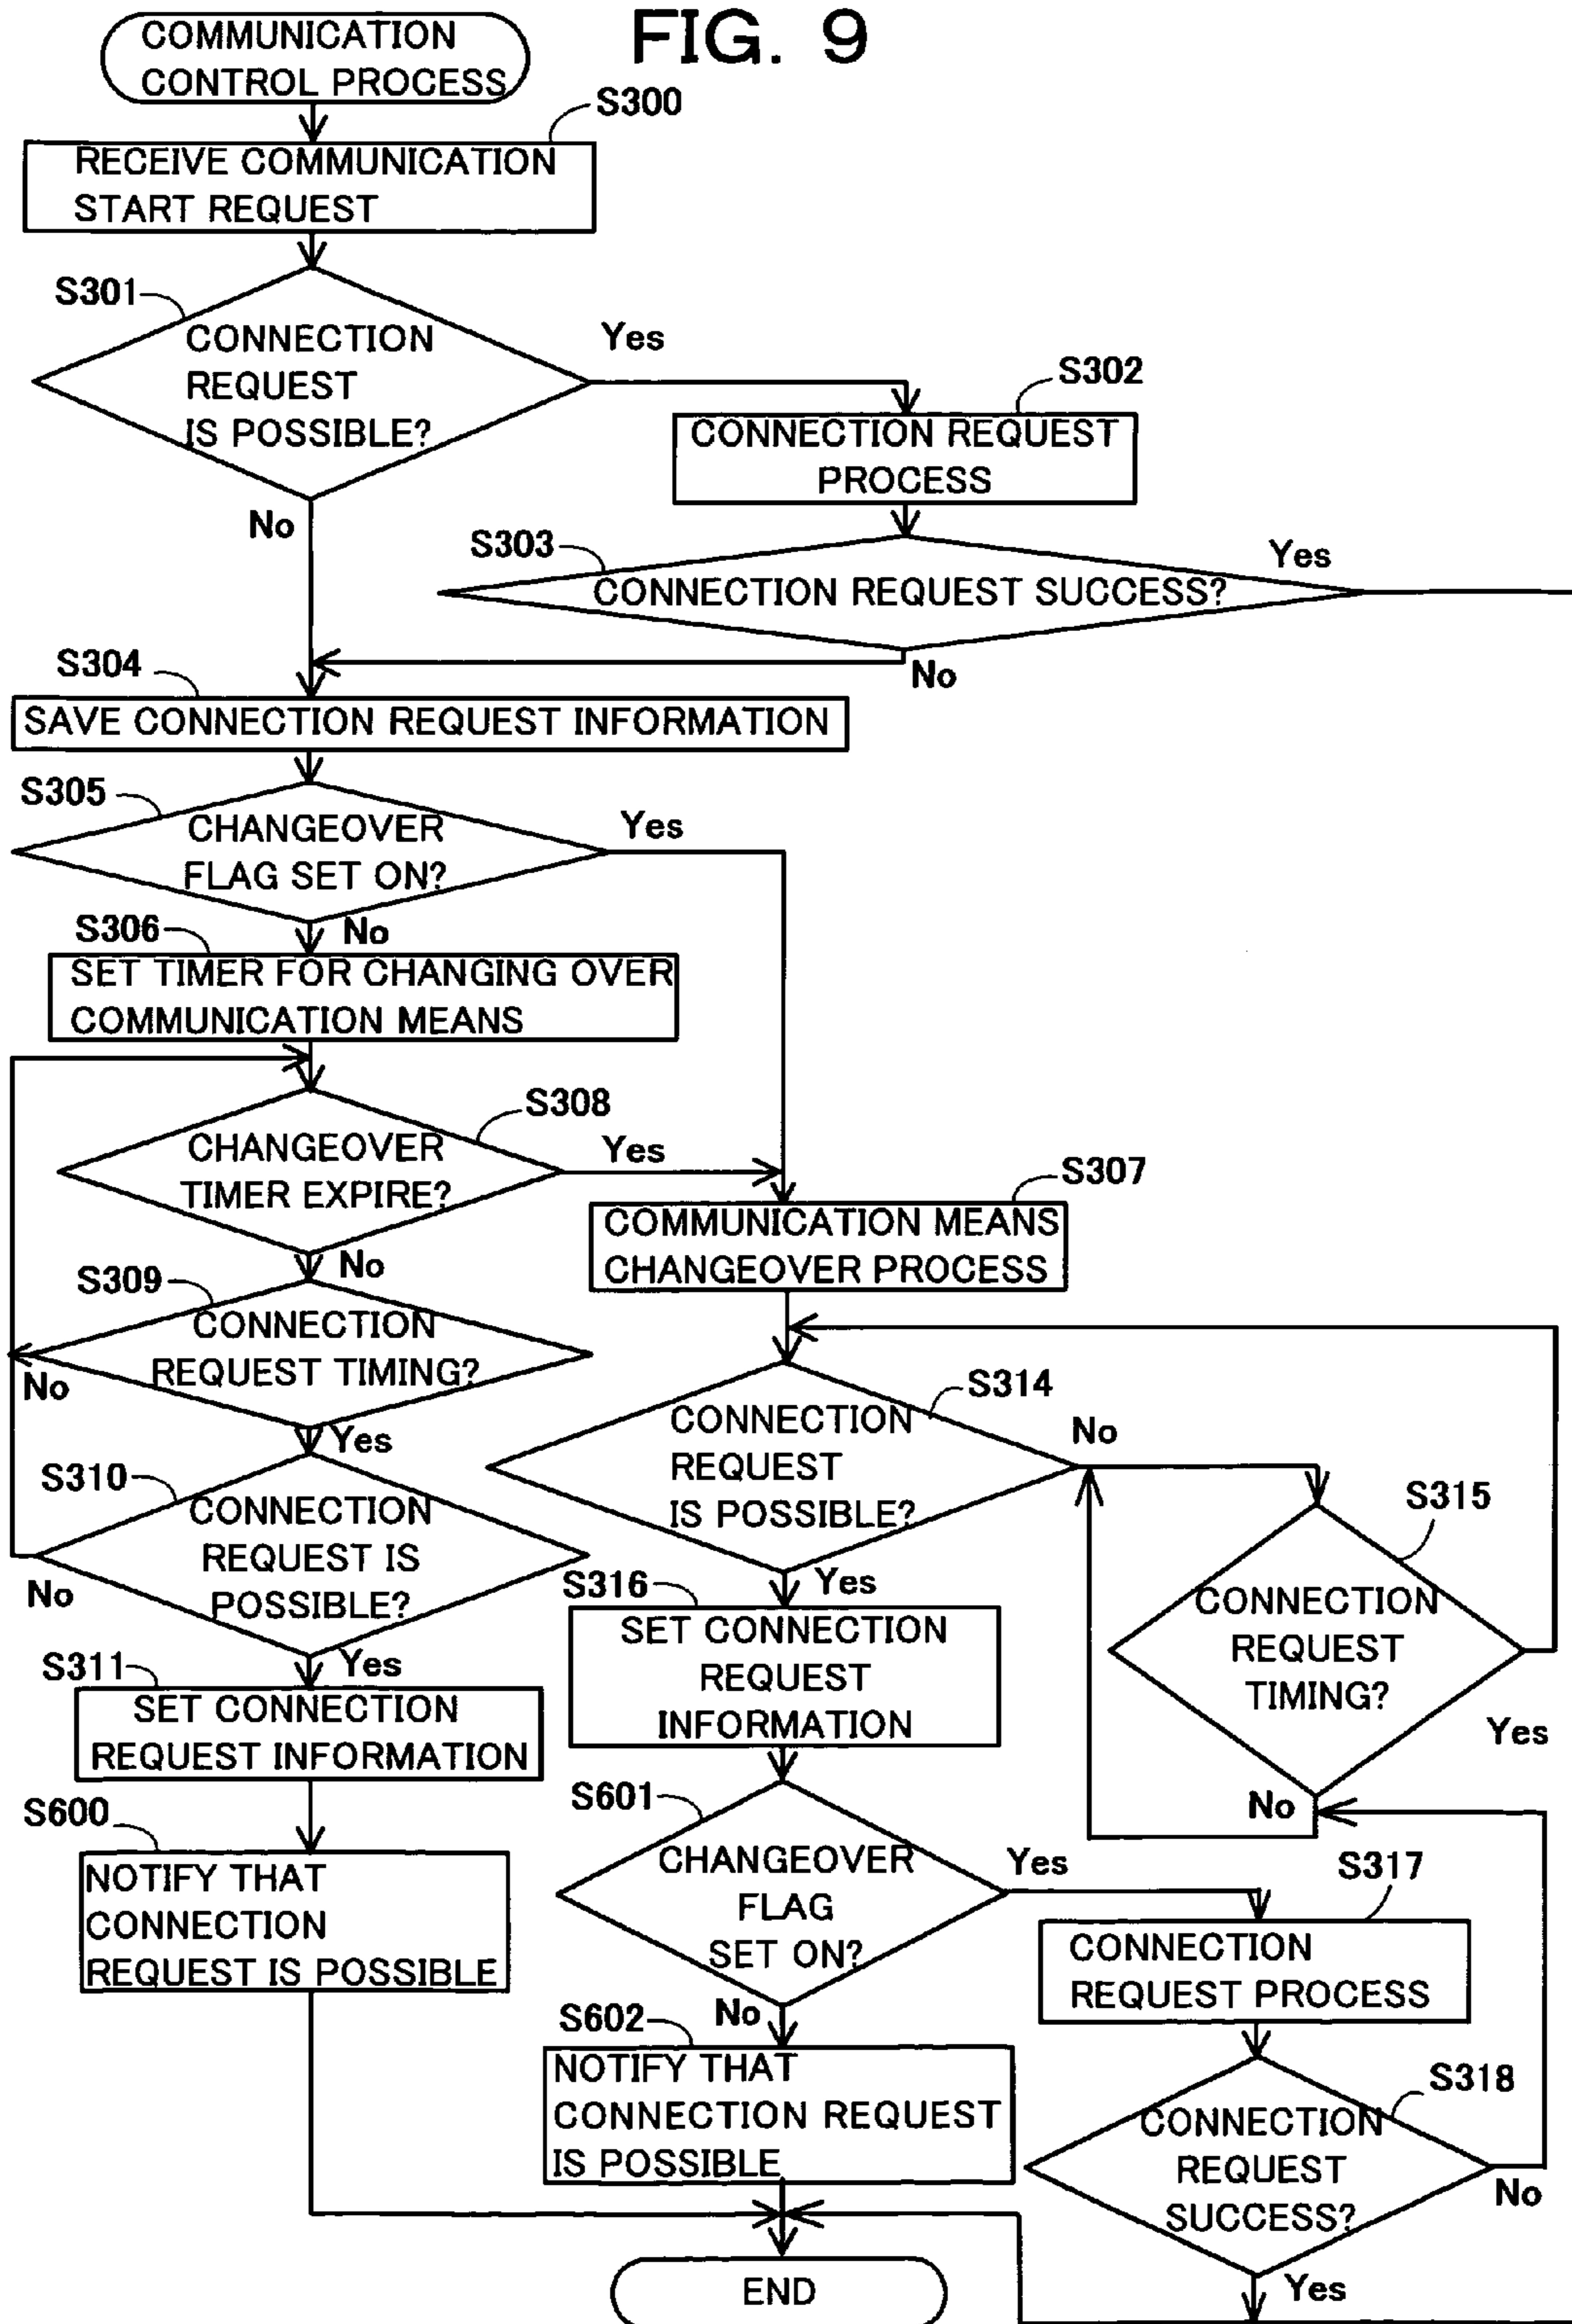 FIG. 9
COMMUNICATION
CONTROL PROCESS
S300
RECEIVE COMMUNICATION
START REQUEST
S301
CONNECTION
REQUEST
IS POSSIBLE?
Yes
No
S302
CONNECTION REQUEST
PROCESS
S303
CONNECTION REQUEST SUCCESS?
Yes
No
S304
SAVE CONNECTION REQUEST INFORMATION
S305
CHANGEOVER
FLAG SET ON?
Yes
No
S306
SET TIMER FOR CHANGING OVER
COMMUNICATION MEANS
S308
CHANGEOVER
TIMER EXPIRE?
Yes
No
S307
COMMUNICATION MEANS
CHANGEOVER PROCESS
S309
CONNECTION
REQUEST TIMING?
No
Yes
S310
CONNECTION
REQUEST IS
POSSIBLE?
No
Yes
S311
SET CONNECTION
REQUEST INFORMATION
S600
NOTIFY THAT
CONNECTION
REQUEST IS POSSIBLE
S314
CONNECTION
REQUEST
IS POSSIBLE?
No
Yes
S315
CONNECTION
REQUEST
TIMING?
Yes
No
S316
SET CONNECTION
REQUEST
INFORMATION
S601
CHANGEOVER
FLAG
SET ON?
Yes
No
S317
CONNECTION
REQUEST PROCESS
S602
NOTIFY THAT
CONNECTION REQUEST
IS POSSIBLE
S318
CONNECTION
REQUEST
SUCCESS?
No
Yes
END